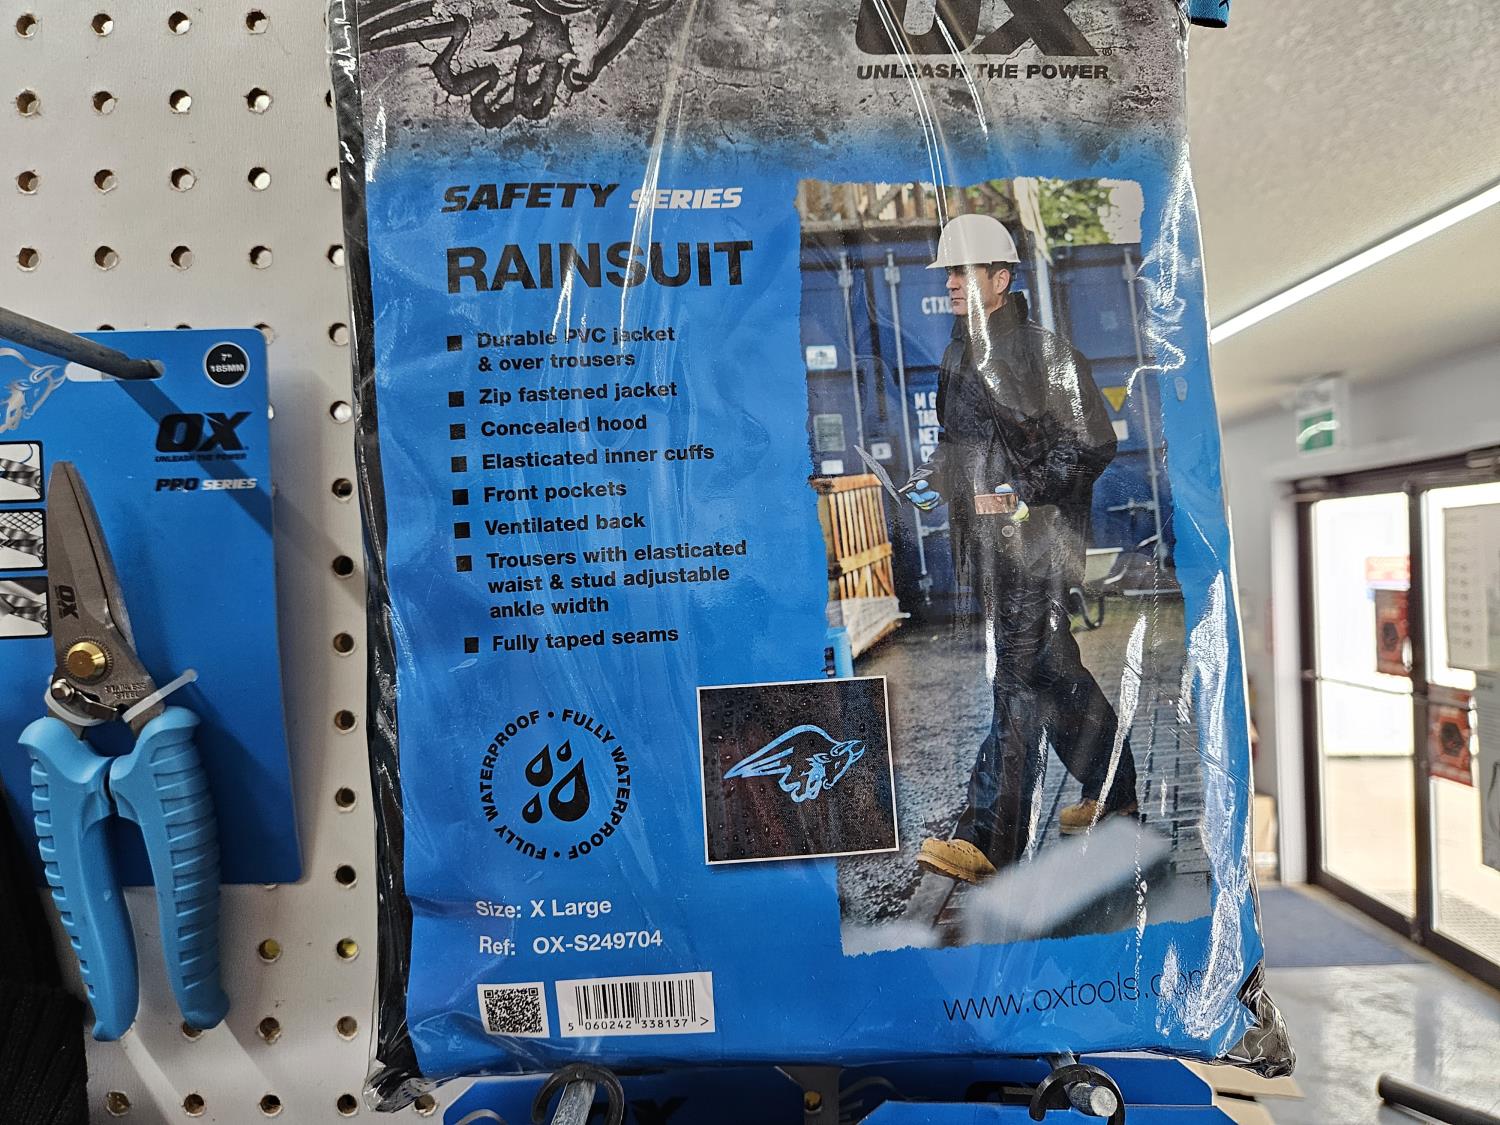 OX
UNLEASH THE POWER
SAFETY SERIES
RAINSUIT
Durable PVC jacket
& over trousers
Zip fastened jacket
Concealed hood
Elasticated inner cuffs
Front pockets
Ventilated back
Trousers with elasticated
waist & stud adjustable
ankle width
Fully taped seams
FULLY WATERPROOF • FULLY WATERPROOF •
Size: X Large
Ref: OX-S249704
5 060242 338137 >
www.oxtools.com
7"
185MM
OX
UNLEASH THE POWER
PRO SERIES
OX
STAINLESS
STEEL
OX